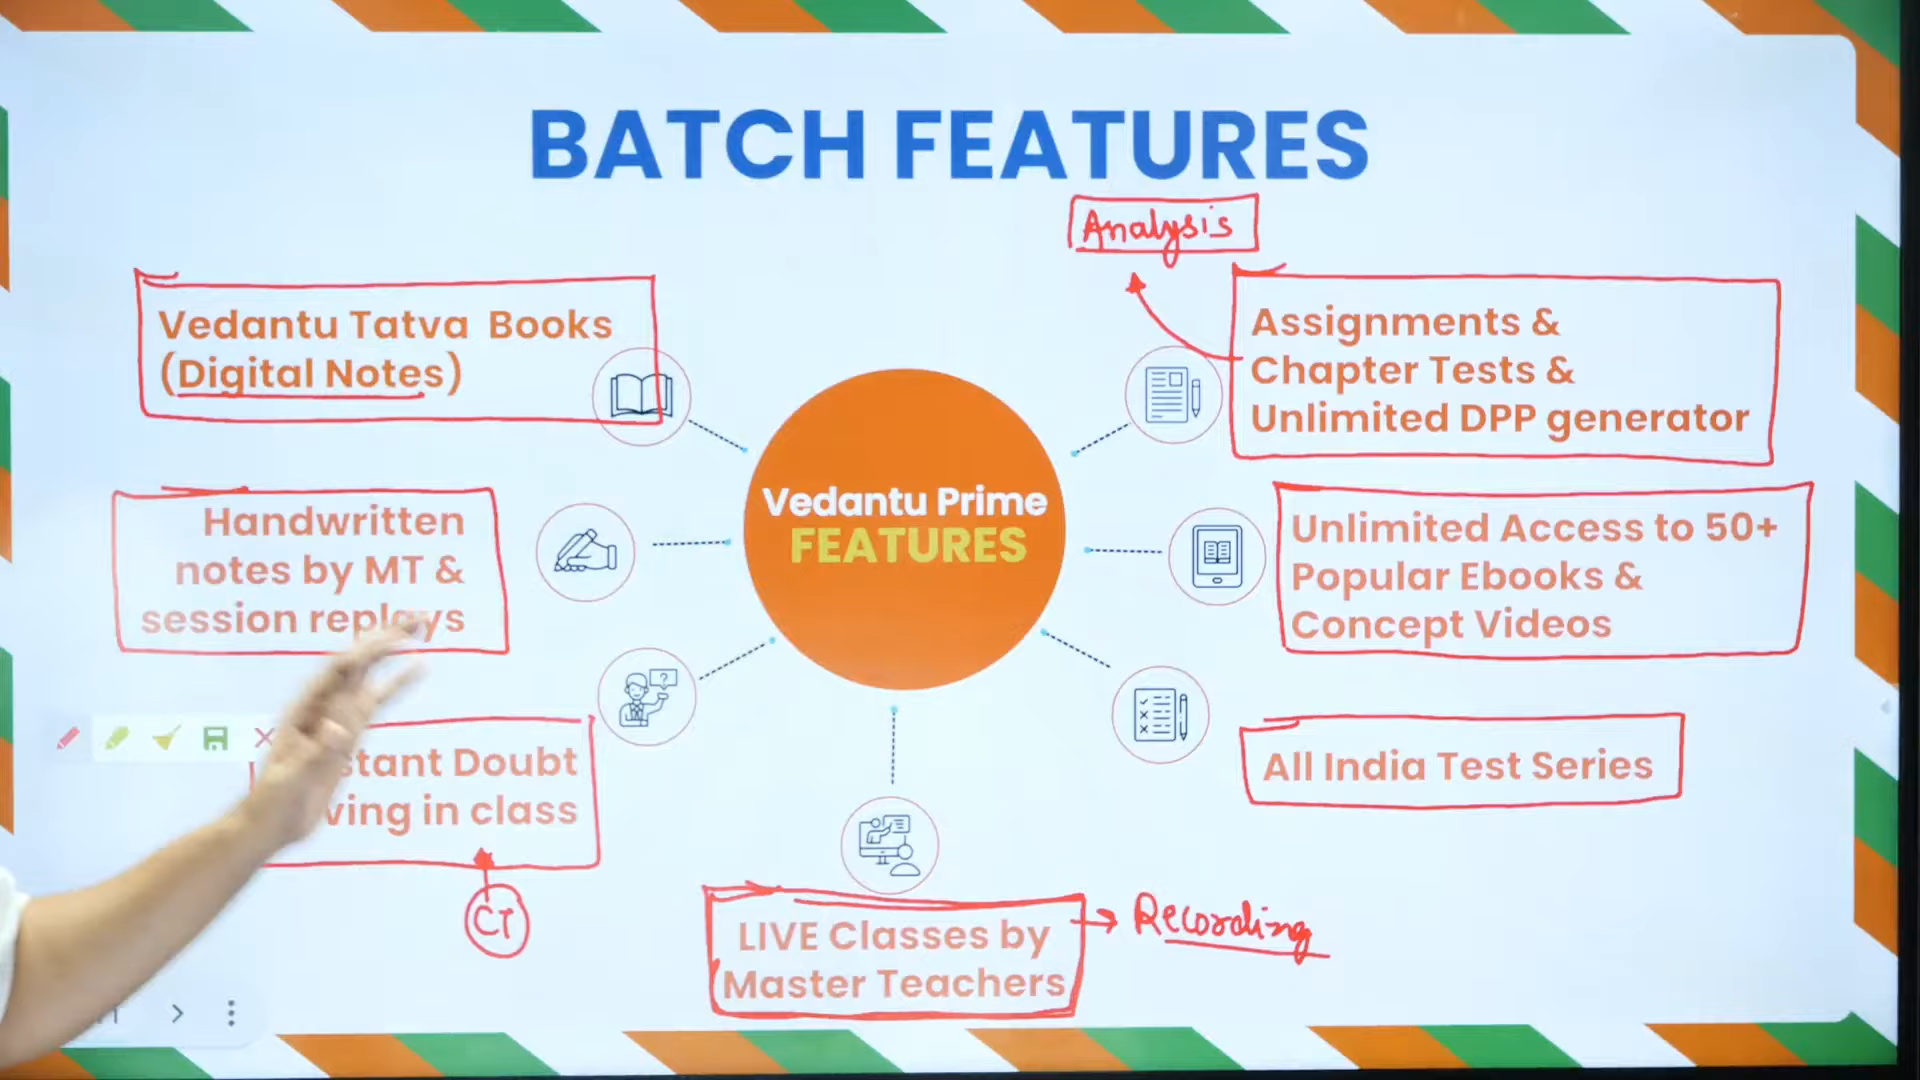 BATCH FEATURES
Analysis
Vedantu Tatva Books
(Digital Notes)
Assignments &
Chapter Tests &
Unlimited DPP generator
Vedantu Prime
FEATURES
Handwritten
notes by MT &
session replays
Unlimited Access to 50+
Popular Ebooks &
Concept Videos
Doubt
in class
CT
All India Test Series
LIVE Classes by
Master Teachers
Recording